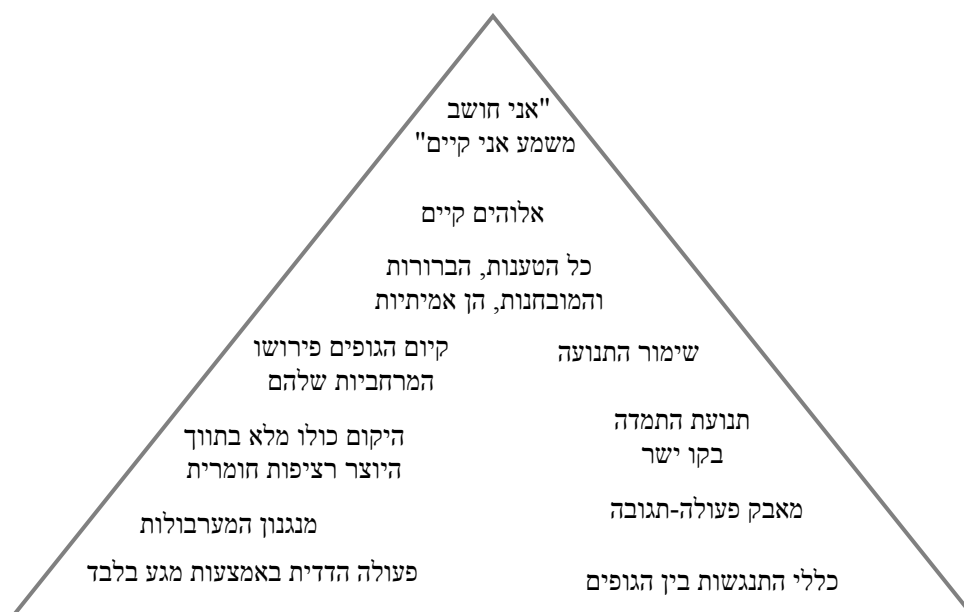 "אני חושב
משמע אני קיים"
אלוהים קיים
כל הטענות, הברורות
והמובחנות, הן אמיתיות
שימור התנועה
קיום הגופים פירושו
המרחביות שלהם
תנועת התמדה
בקו ישר
היקום כולו מלא בתווך
היוצר רציפות חומרית
מאבק פעולה-תגובה
מנגנון המערבולות
כללי התנגשות בין הגופים
פעולה הדדית באמצעות מגע בלבד